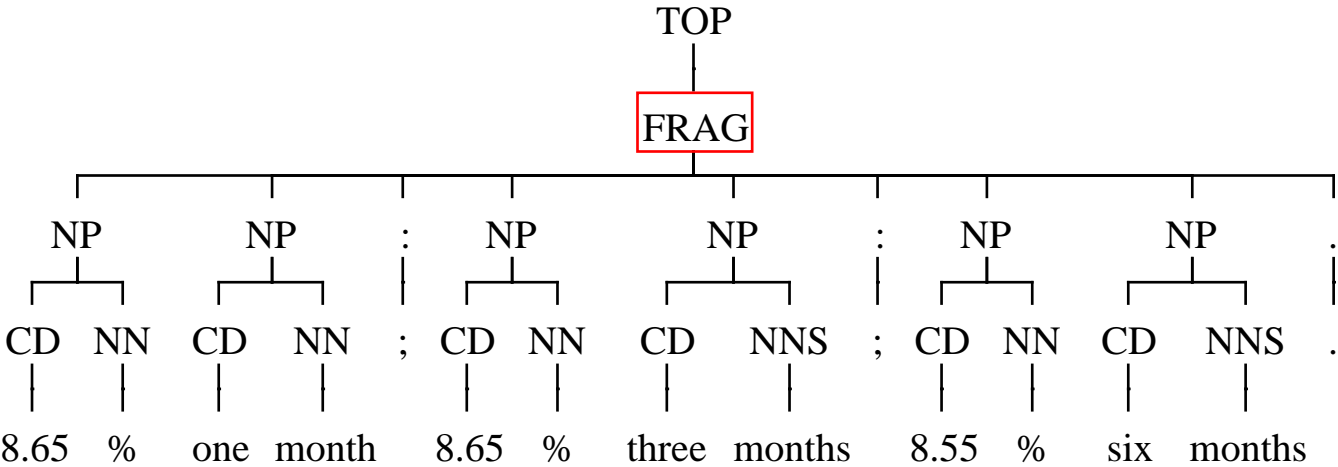 TOP
FRAG
NP NP : NP NP : NP NP .
CD NN CD NN ; CD NN CD NNS ; CD NN CD NNS .
8.65 % one month 8.65 % three months 8.55 % six months